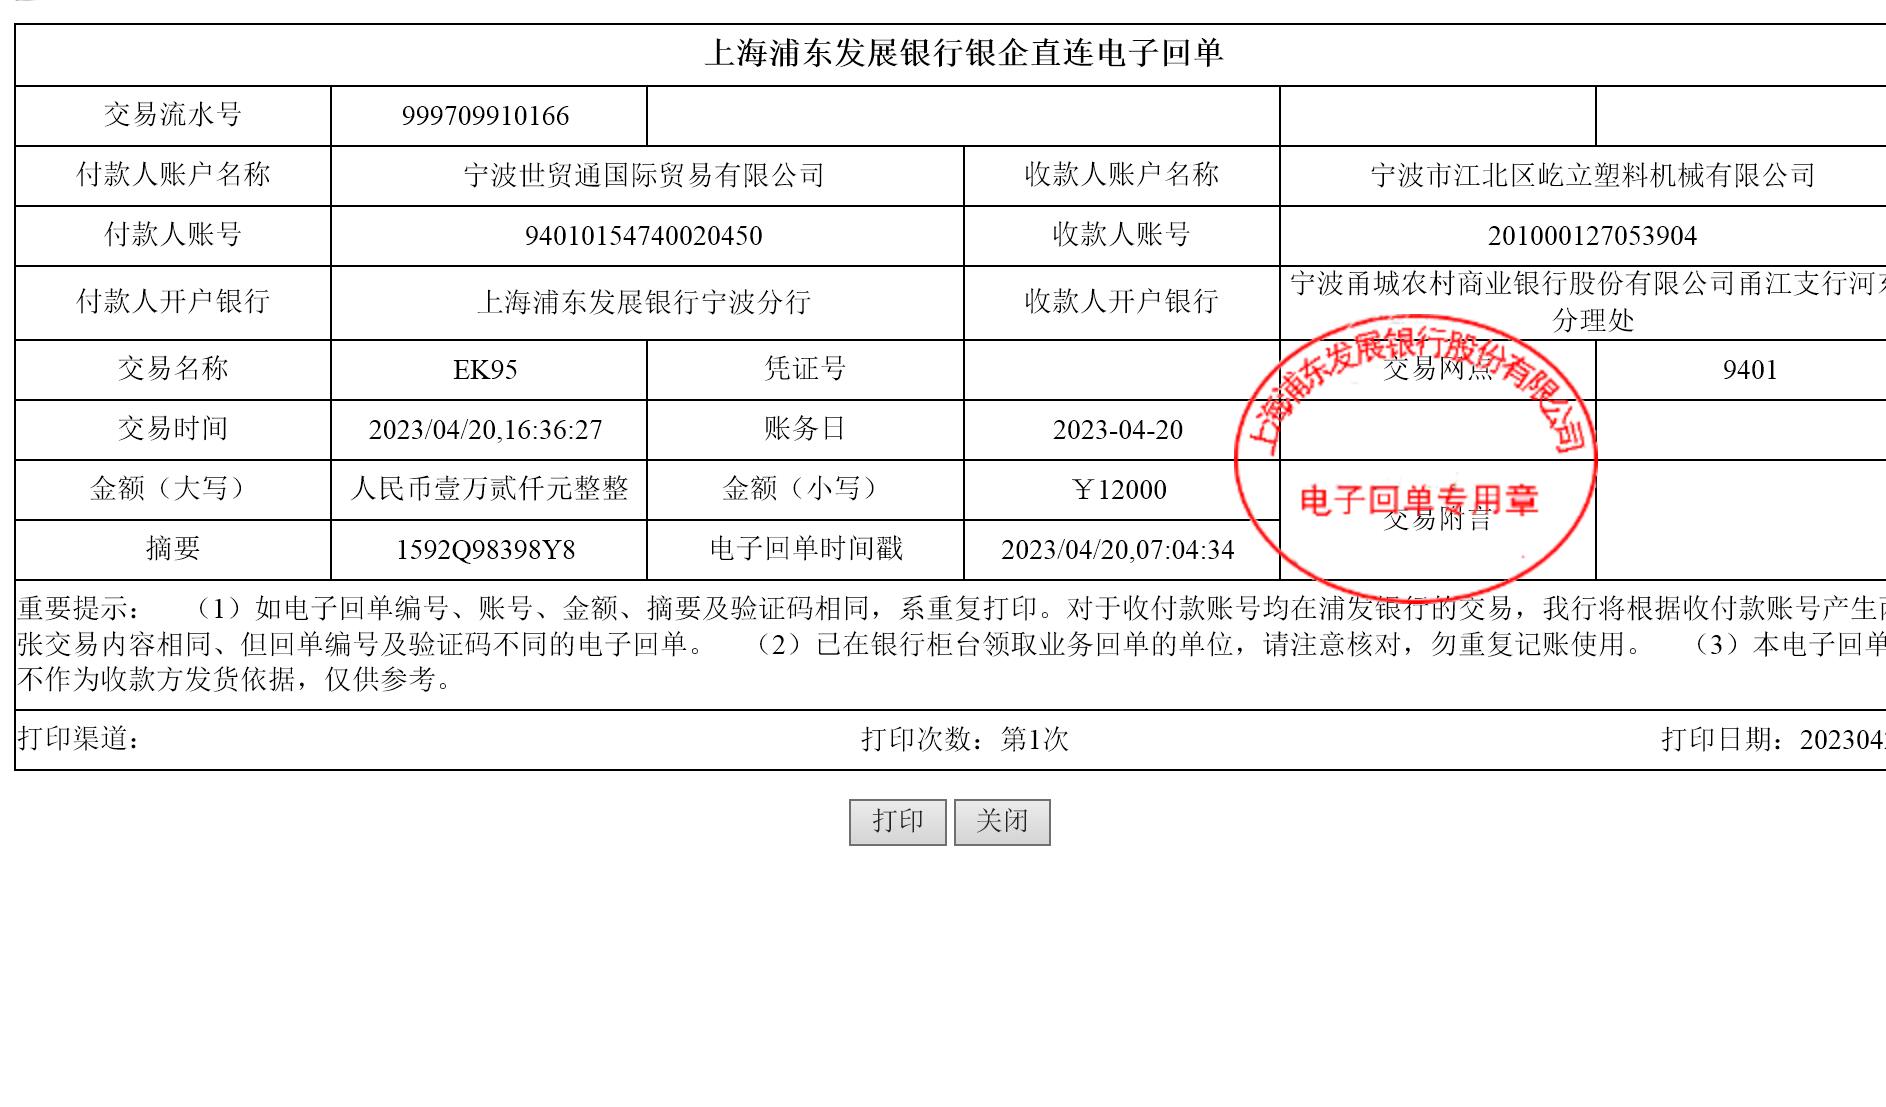 上海浦东发展银行银企直连电子回单
交易流水号 999709910166
付款人账户名称 宁波世贸通国际贸易有限公司 收款人账户名称 宁波市江北区屹立塑料机械有限公司
付款人账号 94010154740020450 收款人账号 201000127053904
付款人开户银行 上海浦东发展银行宁波分行 收款人开户银行 宁波甬城农村商业银行股份有限公司甬江支行河东
分理处
交易名称 EK95 凭证号 交易网点 9401
交易时间 2023/04/20,16:36:27 账务日 2023-04-20
金额（大写） 人民币壹万贰仟元整整 金额（小写） ￥12000
交易附言
摘要 1592Q98398Y8 电子回单时间戳 2023/04/20,07:04:34
上海浦东发展银行股份有限公司
电子回单专用章
重要提示： （1）如电子回单编号、账号、金额、摘要及验证码相同，系重复打印。对于收付款账号均在浦发银行的交易，我行将根据收付款账号产生两
张交易内容相同、但回单编号及验证码不同的电子回单。 （2）已在银行柜台领取业务回单的单位，请注意核对，勿重复记账使用。 （3）本电子回单
不作为收款方发货依据，仅供参考。
打印渠道： 打印次数：第1次 打印日期：202304
打印 关闭